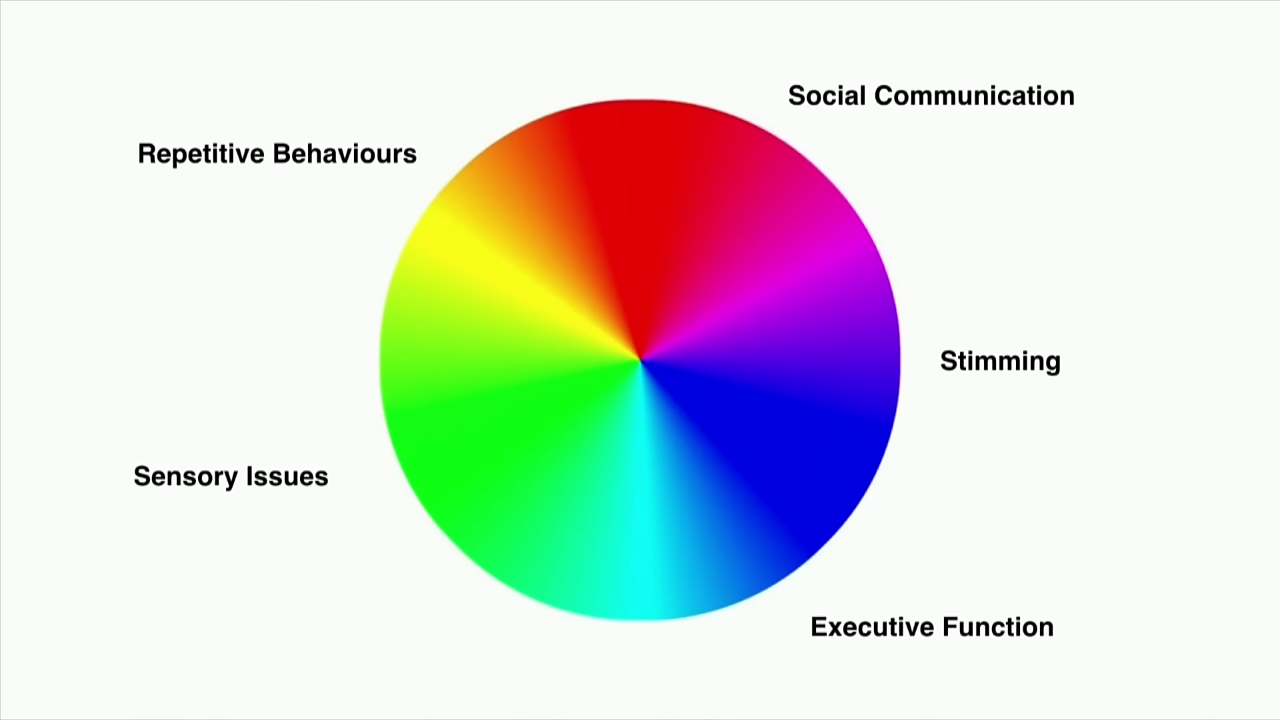 Social Communication
Repetitive Behaviours
Stimming
Sensory Issues
Executive Function